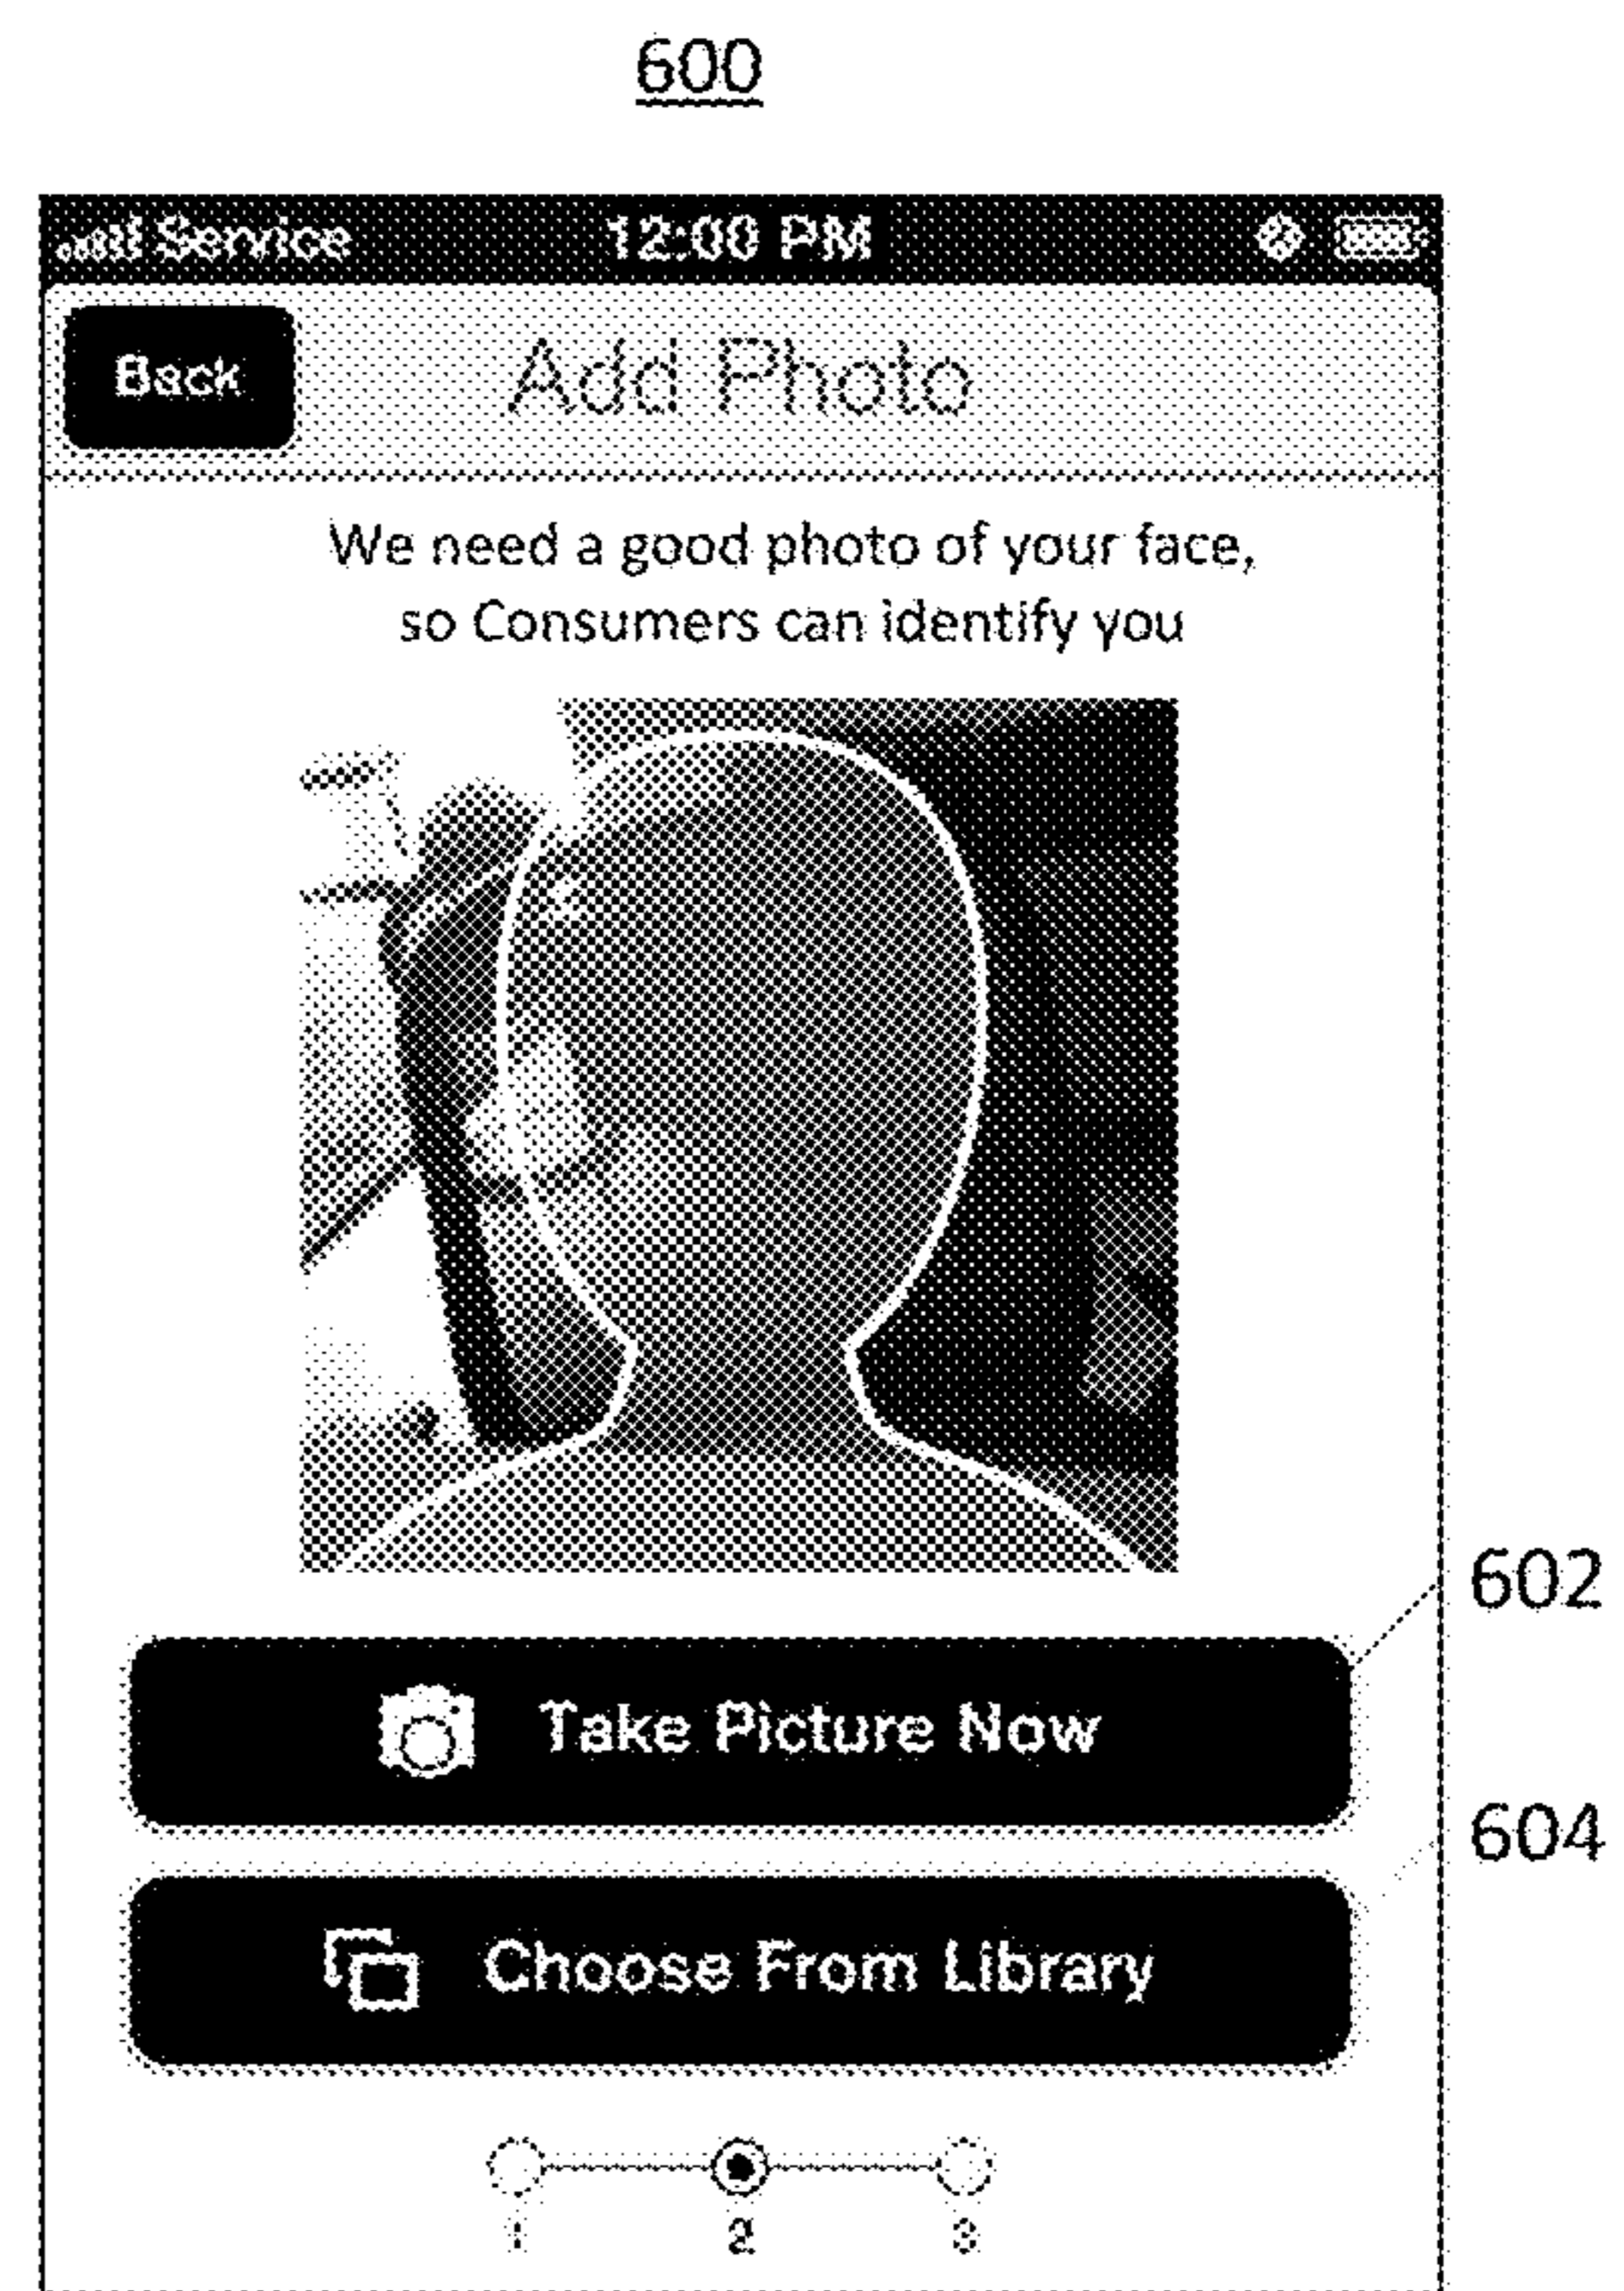 600
Service 12:00 PM
Back Add Photo
We need a good photo of your face,
so Consumers can identify you
602
Take Picture Now
604
Choose From Library
1 2 3